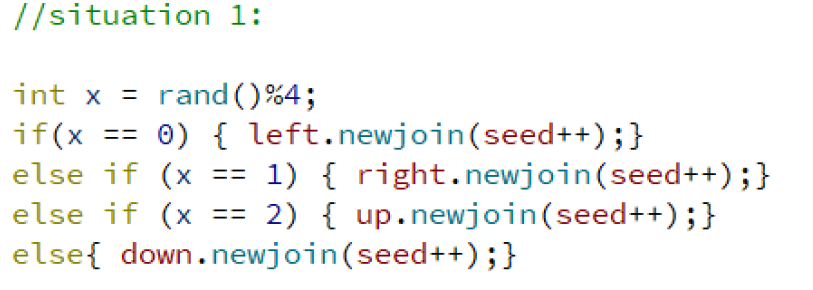 //situation 1:
int x = rand()%4;
if(x == 0) { left.newjoin(seed++);}
else if (x == 1) { right.newjoin(seed++);}
else if (x == 2) { up.newjoin(seed++);}
else{ down.newjoin(seed++);}